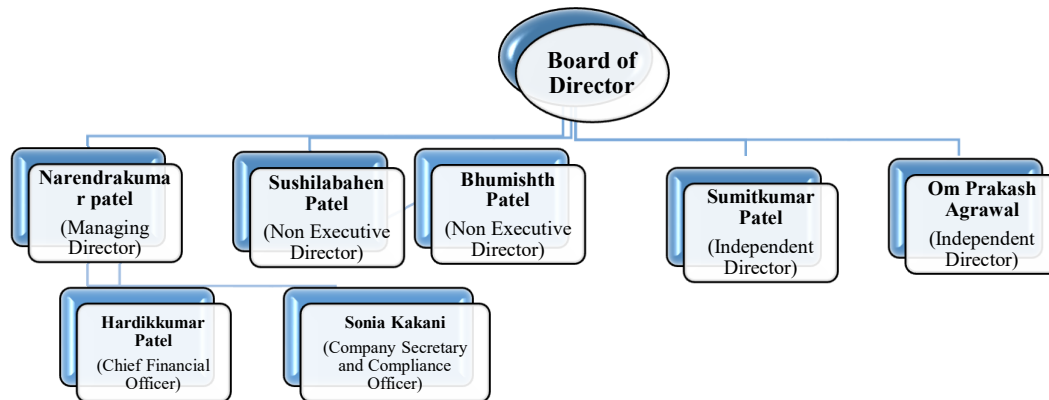 Board of
Director
Narendrakuma
r patel
(Managing
Director)
Sushilabahen
Patel
(Non Executive
Director)
Bhumishth
Patel
(Non Executive
Director)
Sumitkumar
Patel
(Independent
Director)
Om Prakash
Agrawal
(Independent
Director)
Hardikkumar
Patel
(Chief Financial
Officer)
Sonia Kakani
(Company Secretary
and Compliance
Officer)